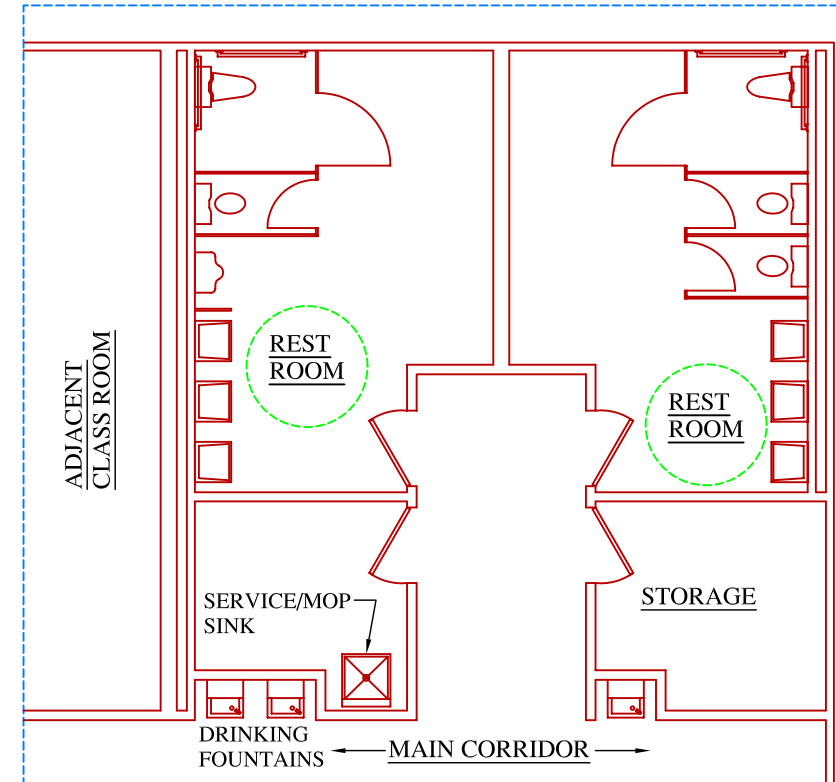 REST
ROOM
REST
ROOM
ADJACENT
CLASS ROOM
SERVICE/MOP
SINK
STORAGE
DRINKING
FOUNTAINS
MAIN CORRIDOR